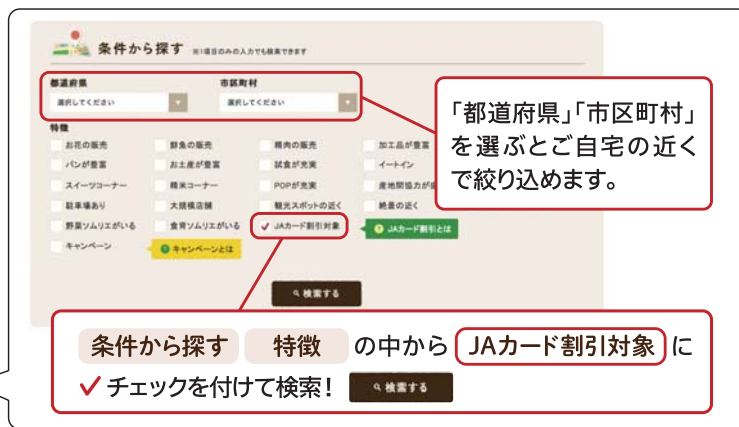 条件から探す ※1項目のみの入力でも検索できます
都道府県 市区町村
選択してください 選択してください
「都道府県」「市区町村」
を選ぶとご自宅の近く
で絞り込めます。
特徴
お花の販売 鮮魚の販売 精肉の販売 加工品が豊富
パンが豊富 お土産が豊富 試食が充実 イートイン
スイーツコーナー 精米コーナー POPが充実 産地間協力が
駐車場あり 大規模店舗 観光スポットの近く 絶景の近く
野菜ソムリエがいる 食育ソムリエがいる ✓ JAカード割引対象 ? JAカード割引とは
キャンペーン ? キャンペーンとは
検索する
条件から探す 特徴 の中から JAカード割引対象 に
✓ チェックを付けて検索! 検索する